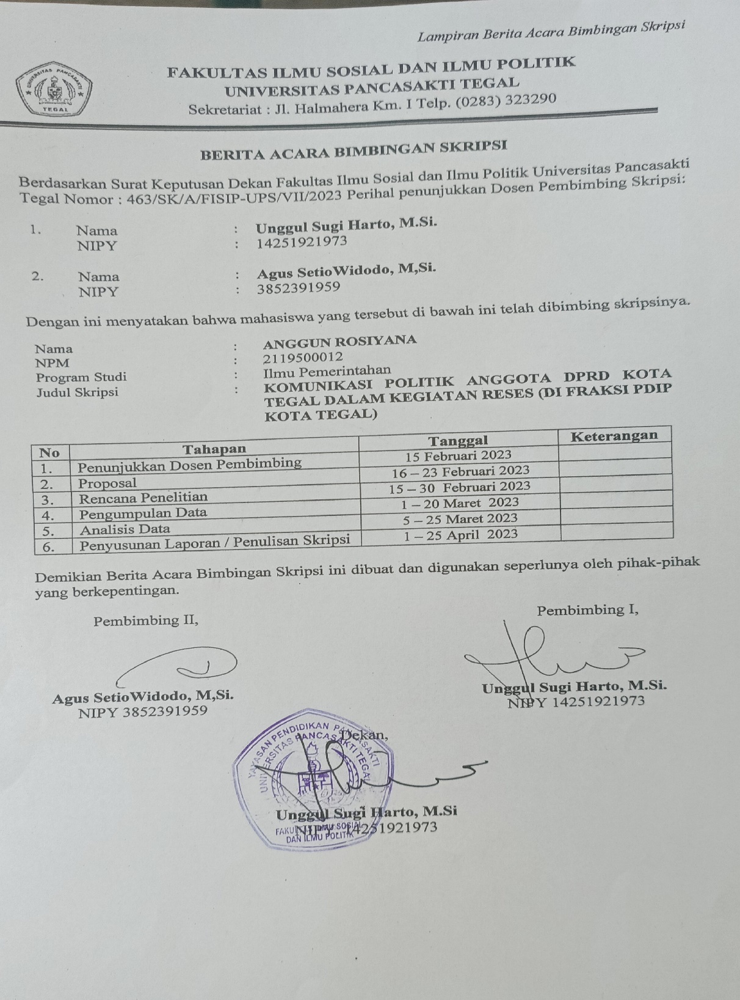 Lampiran Berita Acara Bimbingan Skripsi
UNIVERSITAS PANCASAKTI
TEGAL
FAKULTAS ILMU SOSIAL DAN ILMU POLITIK
UNIVERSITAS PANCASAKTI TEGAL
Sekretariat : Jl. Halmahera Km. I Telp. (0283) 323290
BERITA ACARA BIMBINGAN SKRIPSI
Berdasarkan Surat Keputusan Dekan Fakultas Ilmu Sosial dan Ilmu Politik Universitas Pancasakti
Tegal Nomor : 463/SK/A/FISIP-UPS/VII/2023 Perihal penunjukkan Dosen Pembimbing Skripsi:
1. Nama : Unggul Sugi Harto, M.Si.
NIPY : 14251921973
2. Nama : Agus SetioWidodo, M,Si.
NIPY : 3852391959
Dengan ini menyatakan bahwa mahasiswa yang tersebut di bawah ini telah dibimbing skripsinya.
Nama : ANGGUN ROSIYANA
NPM : 2119500012
Program Studi : Ilmu Pemerintahan
Judul Skripsi : KOMUNIKASI POLITIK ANGGOTA DPRD KOTA
TEGAL DALAM KEGIATAN RESES (DI FRAKSI PDIP
KOTA TEGAL)
No Tahapan Tanggal Keterangan
1. Penunjukkan Dosen Pembimbing 15 Februari 2023
2. Proposal 16 – 23 Februari 2023
3. Rencana Penelitian 15 – 30 Februari 2023
4. Pengumpulan Data 1 – 20 Maret 2023
5. Analisis Data 5 – 25 Maret 2023
6. Penyusunan Laporan / Penulisan Skripsi 1 – 25 April 2023
Demikian Berita Acara Bimbingan Skripsi ini dibuat dan digunakan seperlunya oleh pihak-pihak
yang berkepentingan.
Pembimbing II,
Agus SetioWidodo, M,Si.
NIPY 3852391959
Pembimbing I,
Unggul Sugi Harto, M.Si.
NIPY 14251921973
Dekan,
YAYASAN PENDIDIKAN PANCASAKTI
UNIVERSITAS PANCASAKTI TEGAL
Unggul Sugi Harto, M.Si
NIPY 14251921973
FAKULTAS ILMU SOSIAL
DAN ILMU POLITIK